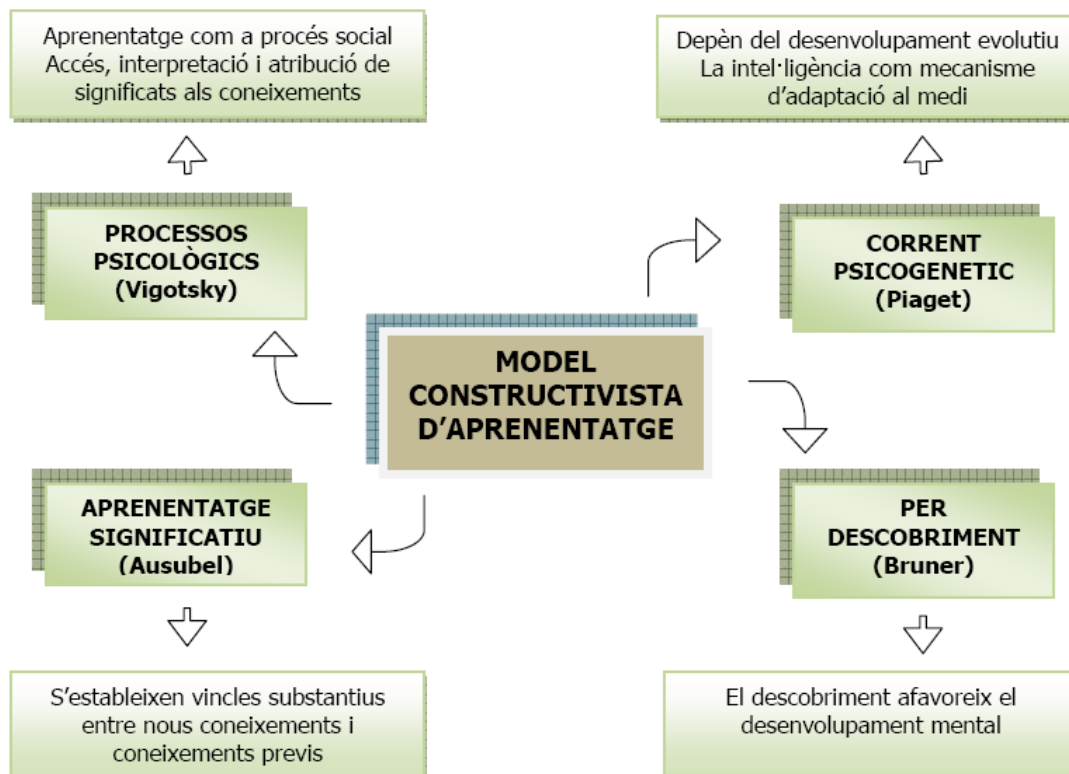 Aprenentatge com a procés social
Accés, interpretació i atribució de
significats als coneixements
Depèn del desenvolupament evolutiu
La intel·ligència com mecanisme
d’adaptació al medi
PROCESSOS
PSICOLÒGICS
(Vigotsky)
CORRENT
PSICOGENETIC
(Piaget)
MODEL
CONSTRUCTIVISTA
D’APRENENTATGE
APRENENTATGE
SIGNIFICATIU
(Ausubel)
PER
DESCOBRIMENT
(Bruner)
S’estableixen vincles substantius
entre nous coneixements i
coneixements previs
El descobriment afavoreix el
desenvolupament mental